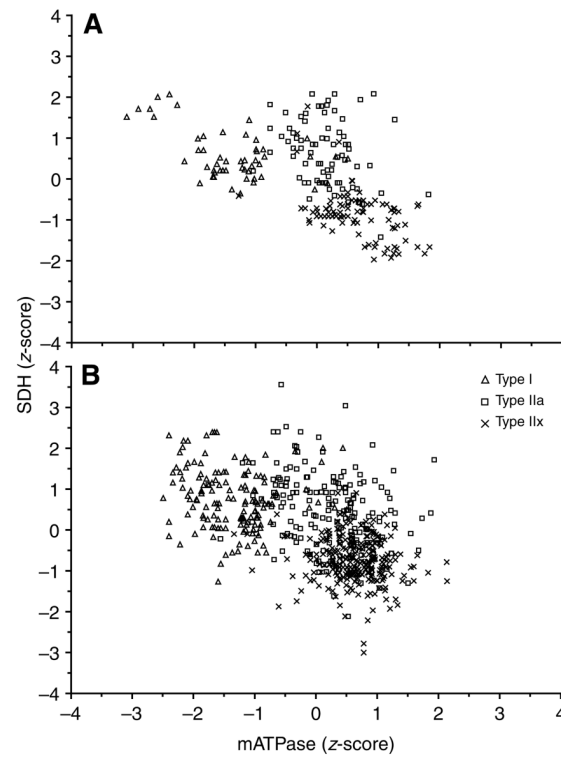 A
4
3
2
1
0
–1
–2
–3
–4
SDH (z-score)
B
4
3
2
1
0
–1
–2
–3
–4
Type I
Type IIa
Type IIx
–4 –3 –2 –1 0 1 2 3 4
mATPase (z-score)